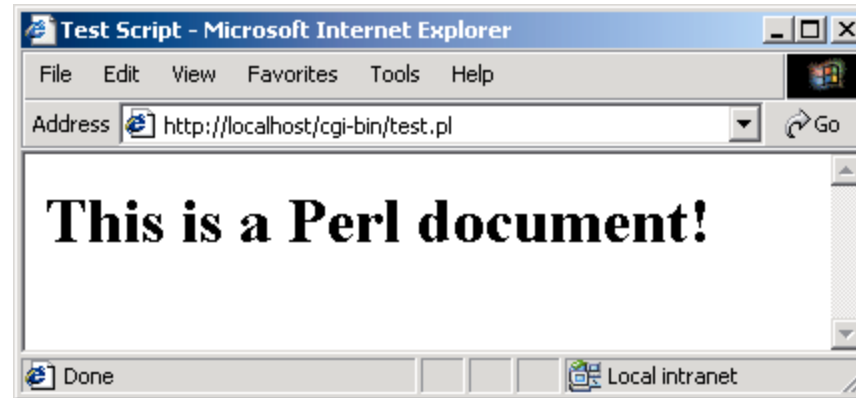 Test Script - Microsoft Internet Explorer
File Edit View Favorites Tools Help
Address http://localhost/cgi-bin/test.pl Go
This is a Perl document!
Done Local intranet